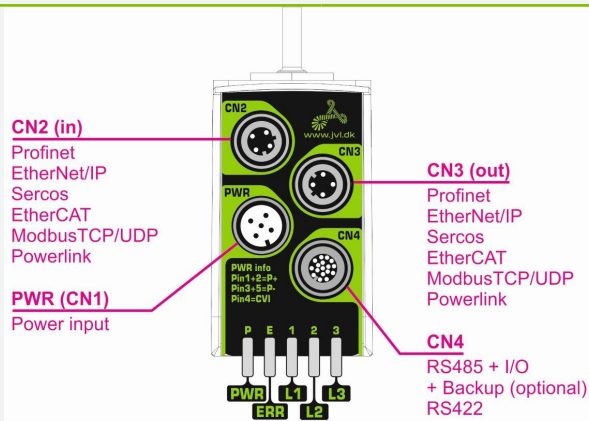 CN2
www.jvl.dk
CN3
CN2 (in)
Profinet
EtherNet/IP
Sercos
EtherCAT
ModbusTCP/UDP
Powerlink
CN3 (out)
Profinet
EtherNet/IP
Sercos
EtherCAT
ModbusTCP/UDP
Powerlink
PWR
CN4
PWR info
Pin1+2=P+
Pin3+5=P-
Pin4=CVI
PWR (CN1)
Power input
P E 1 2 3
PWR L1 L3
ERR L2
CN4
RS485 + I/O
+ Backup (optional)
RS422